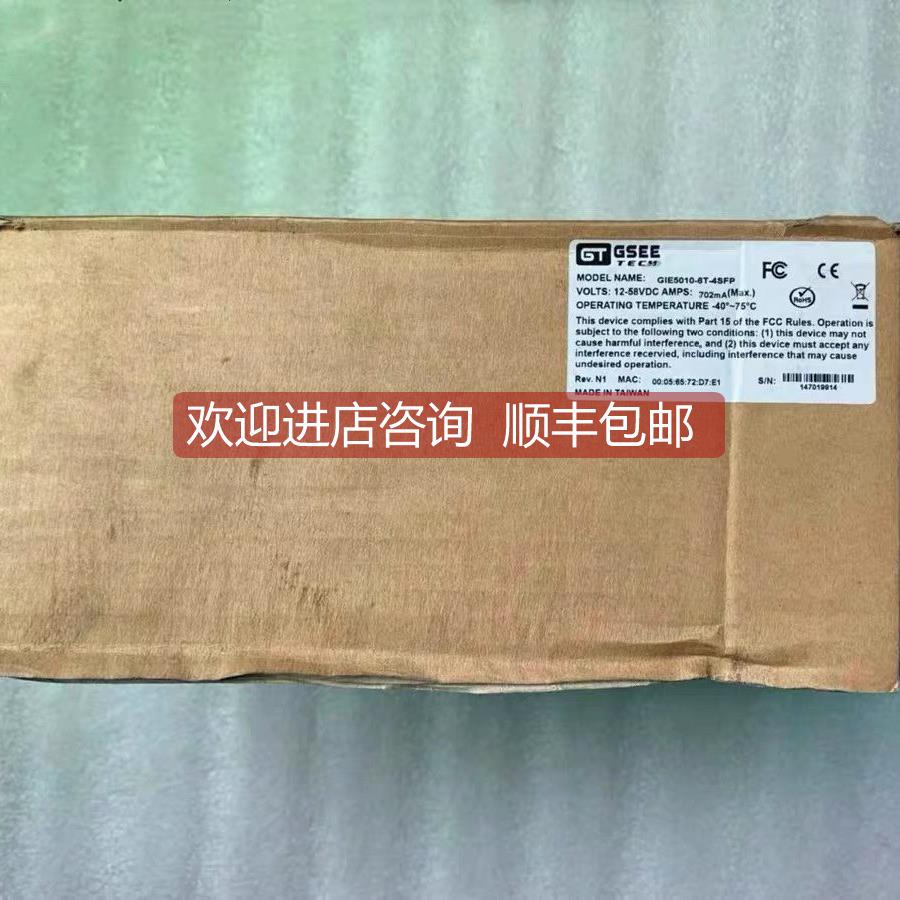 GT GSEE
TECH
FC CE
RoHS
MODEL NAME: GIE5010-6T-4SFP
VOLTS: 12-58VDC AMPS: 702mA(Max.)
OPERATING TEMPERATURE -40°~75°C
This device complies with Part 15 of the FCC Rules. Operation is
subject to the following two conditions: (1) this device may not
cause harmful interference, and (2) this device must accept any
interference recervied, including interference that may cause
undesired operation.
Rev. N1 MAC: 00:05:65:72:D7:E1 S/N:
147019914
MADE IN TAIWAN
欢迎进店咨询 顺丰包邮